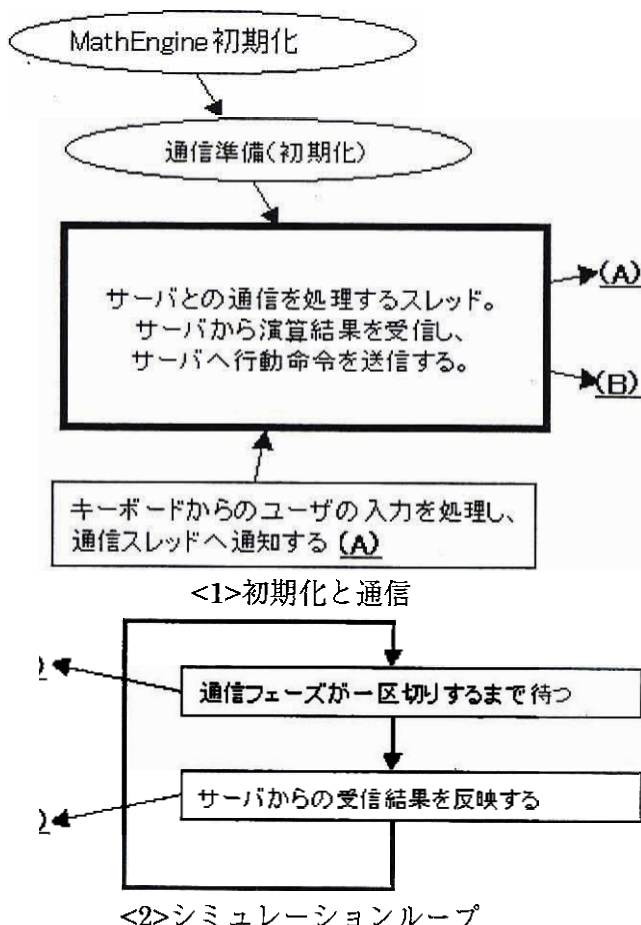 MathEngine初期化
通信準備(初期化)
サーバとの通信を処理するスレッド。
サーバから演算結果を受信し、
サーバへ行動命令を送信する。
(A)
(B)
キーボードからのユーザの入力を処理し、
通信スレッドへ通知する(A)
<1>初期化と通信
通信フェーズが一区切りするまで待つ
サーバからの受信結果を反映する
<2>シミュレーションループ